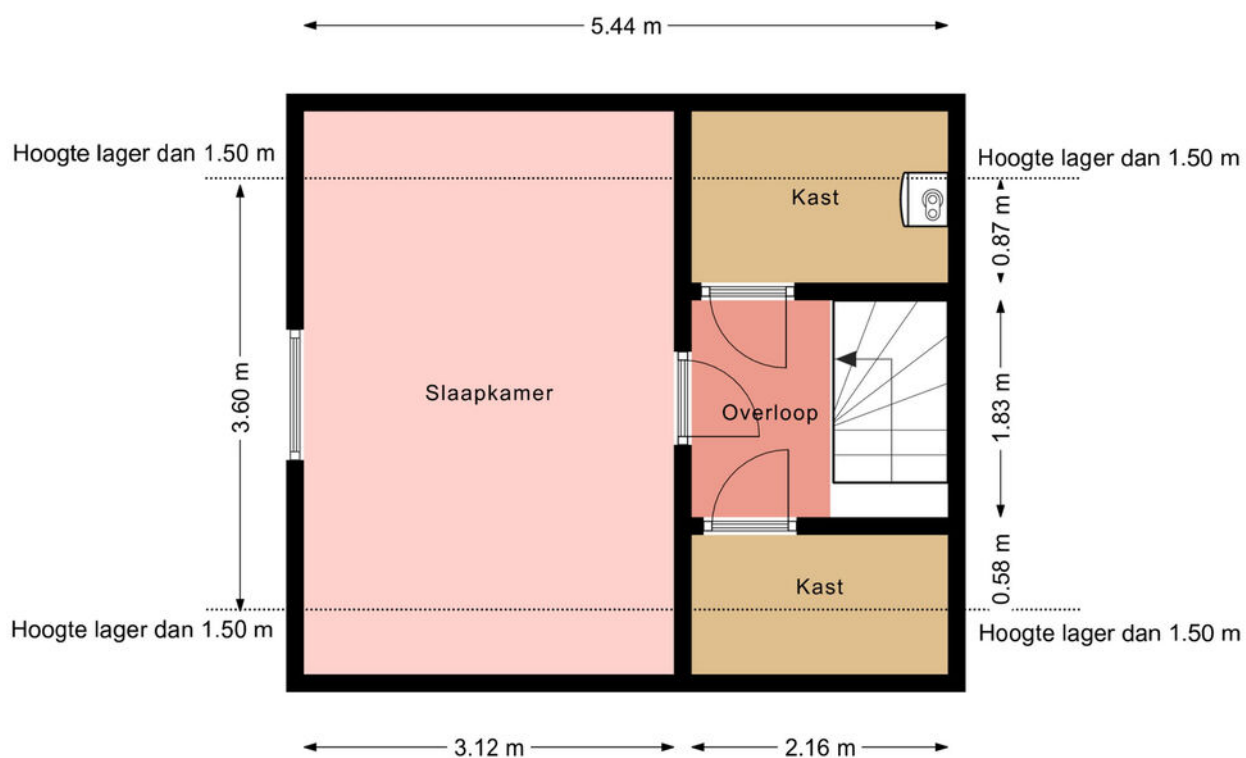 5.44 m
Hoogte lager dan 1.50 m
Hoogte lager dan 1.50 m
Kast
0.87 m
3.60 m
Slaapkamer
Overloop
1.83 m
Kast
0.58 m
Hoogte lager dan 1.50 m
Hoogte lager dan 1.50 m
3.12 m
2.16 m